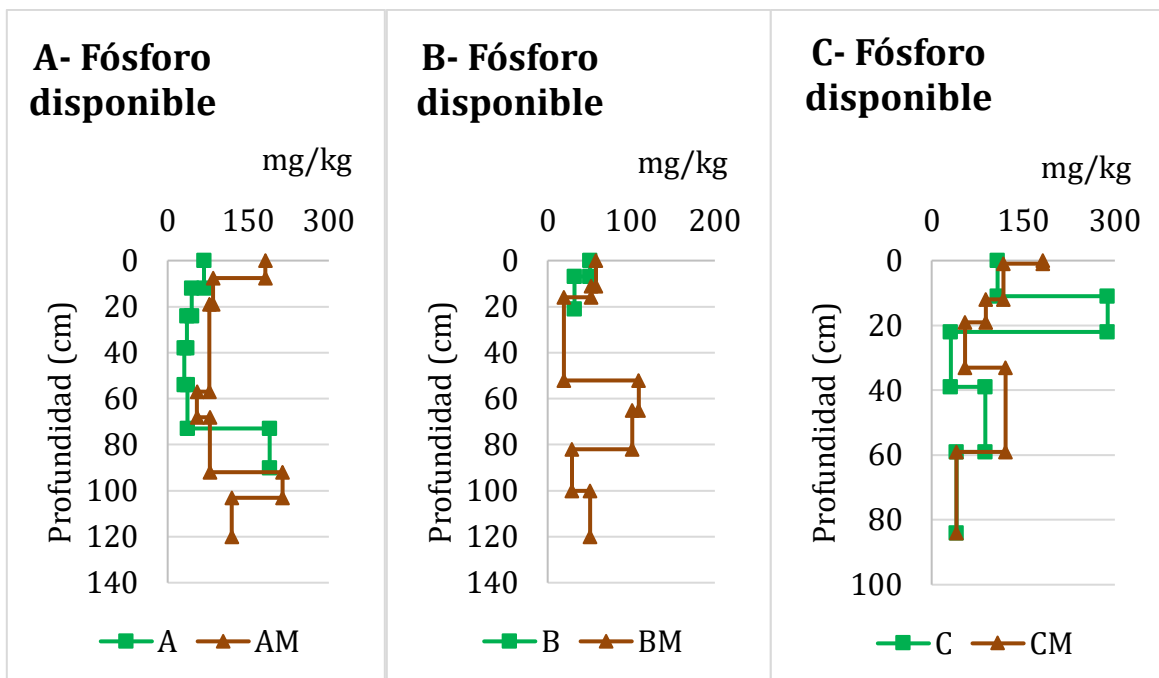 A- Fósforo
disponible
mg/kg
0 150 300
0
20
40
60
80
100
120
140
Profundidad (cm)
A AM
B- Fósforo
disponible
mg/kg
0 100 200
0
20
40
60
80
100
120
140
Profundidad (cm)
B BM
C- Fósforo
disponible
mg/kg
0 150 300
0
20
40
60
80
100
Profundidad (cm)
C CM